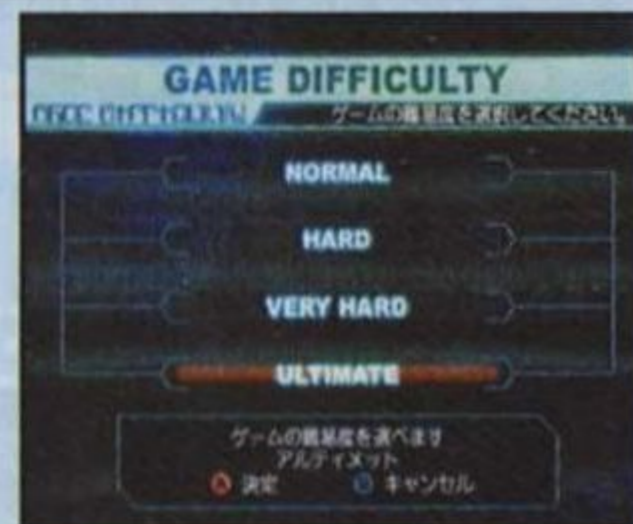 GAME DIFFICULTY
ゲームの難易度を選択してください。
NORMAL
HARD
VERY HARD
ULTIMATE
ゲームの難易度を選べます
アルティメット
A 決定 B キャンセル